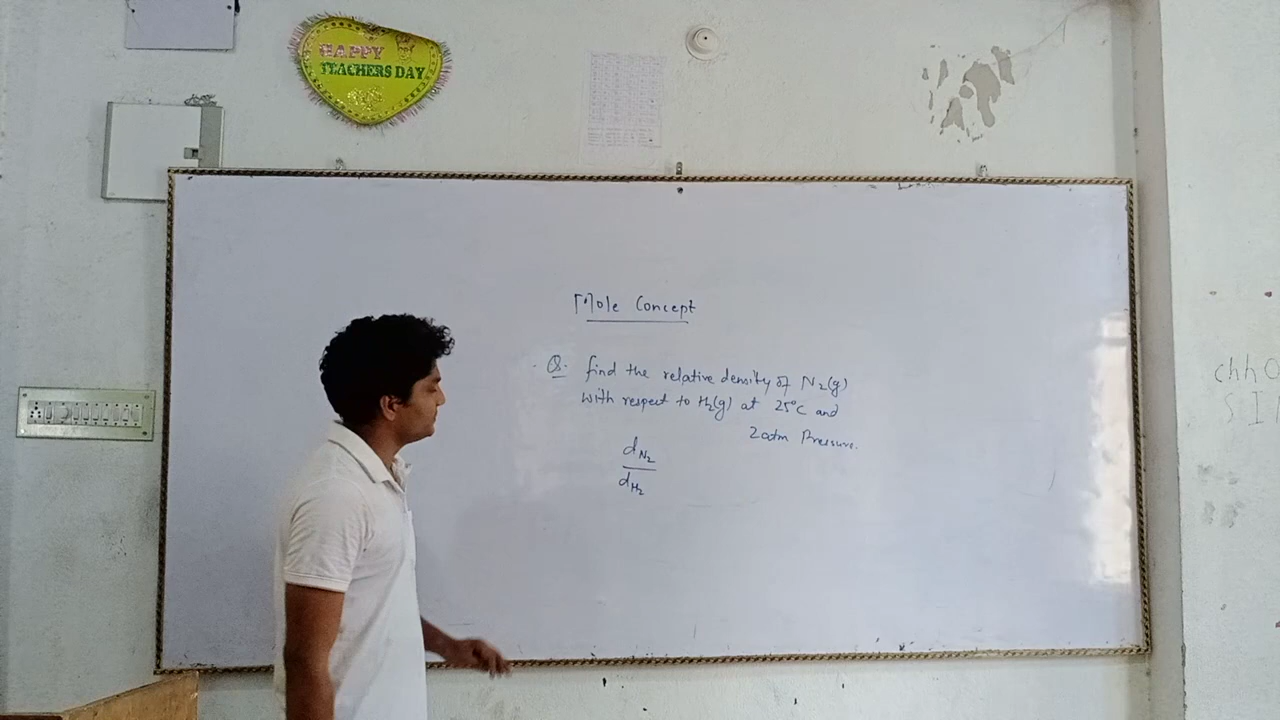 HAPPY
TEACHERS DAY
Mole Concept
Q. find the relative density of N₂(g)
with respect to H₂(g) at 25°C and
2atm Pressure.
dN₂
dH₂
chhO